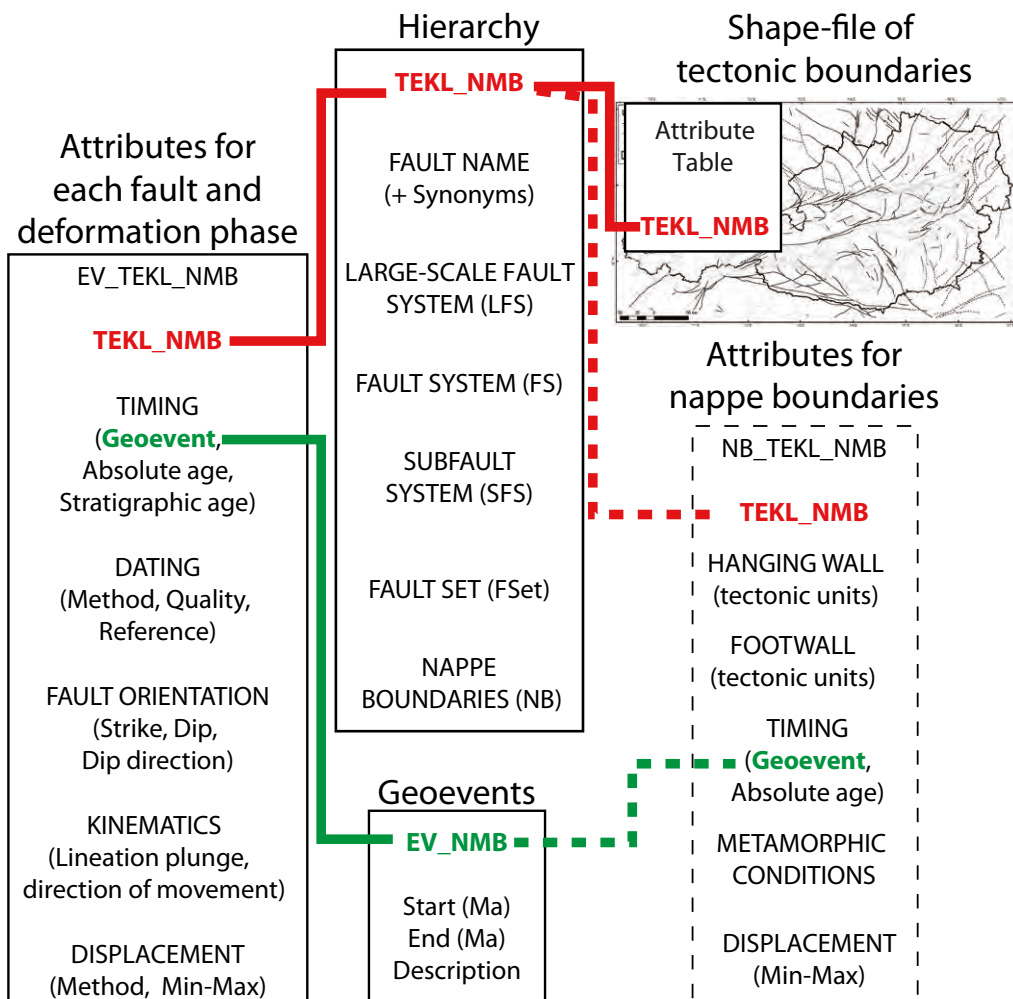 Attributes for
each fault and
deformation phase
EV_TEKL_NMB
TEKL_NMB
TIMING
(Geoevent,
Absolute age,
Stratigraphic age)
DATING
(Method, Quality,
Reference)
FAULT ORIENTATION
(Strike, Dip,
Dip direction)
KINEMATICS
(Lineation plunge,
direction of movement)
DISPLACEMENT
(Method, Min-Max)
Hierarchy
TEKL_NMB
FAULT NAME
(+ Synonyms)
LARGE-SCALE FAULT
SYSTEM (LFS)
FAULT SYSTEM (FS)
SUBFAULT
SYSTEM (SFS)
FAULT SET (FSet)
NAPPE
BOUNDARIES (NB)
Geoevents
EV_NMB
Start (Ma)
End (Ma)
Description
Shape-file of
tectonic boundaries
Attribute
Table
TEKL_NMB
Attributes for
nappe boundaries
NB_TEKL_NMB
TEKL_NMB
HANGING WALL
(tectonic units)
FOOTWALL
(tectonic units)
TIMING
(Geoevent,
Absolute age)
METAMORPHIC
CONDITIONS
DISPLACEMENT
(Min-Max)